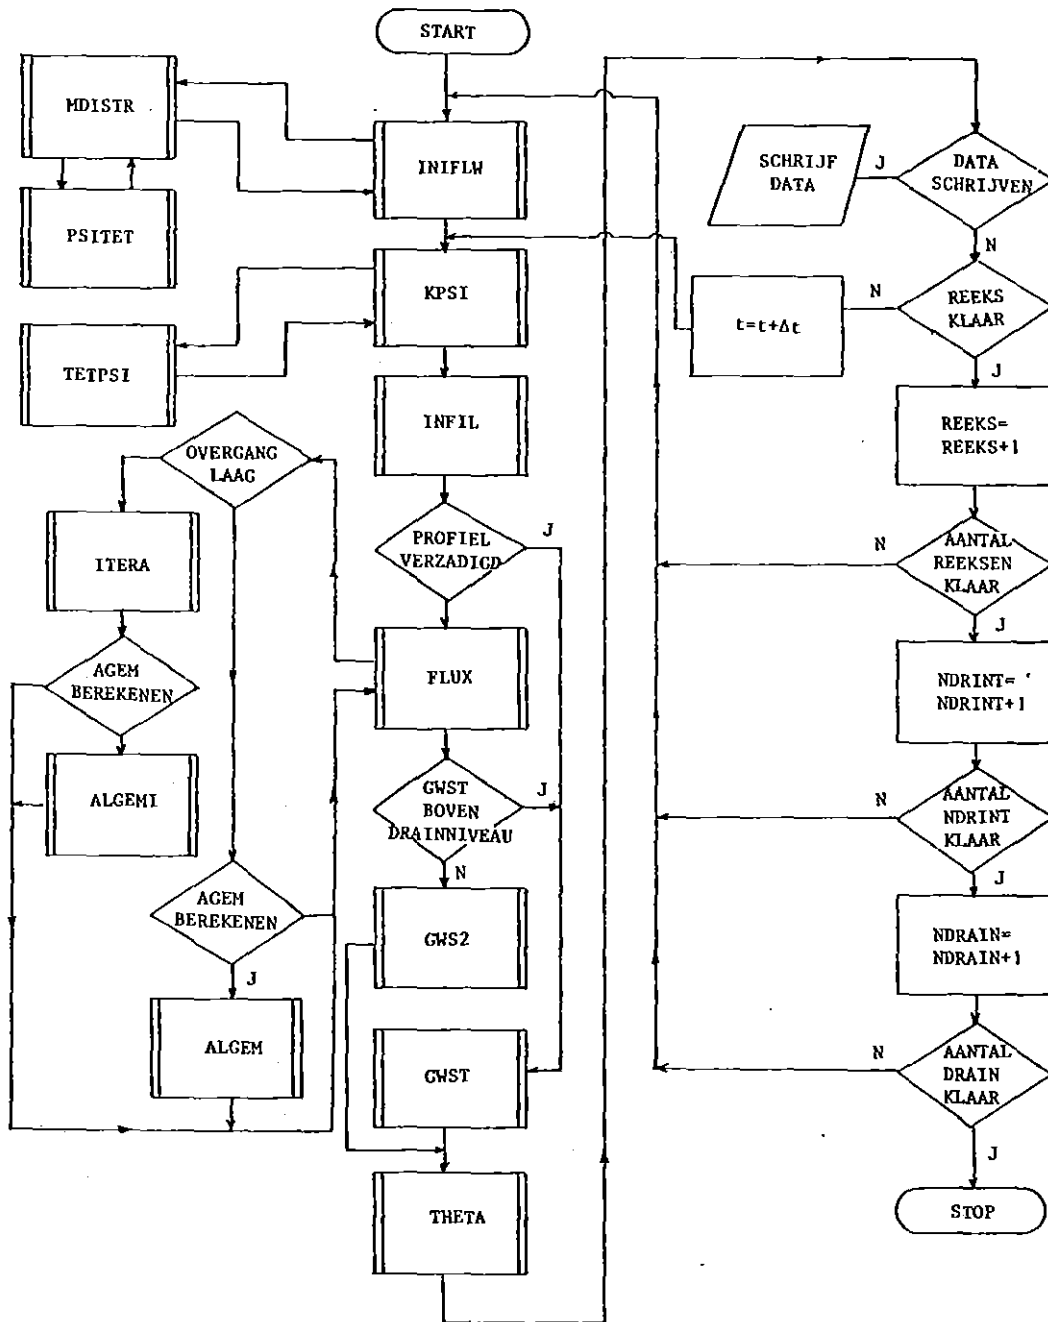 START
MDISTR
INIFLW
SCHRIJF
DATA
J
DATA
SCHRIJVEN
N
PSITET
KPSI
t=t+Δt
N
REEKS
KLAAR
J
TETPSI
INFIL
REEKS=
REEKS+1
OVERGANG
LAAG
PROFIEL
VERZADIGD
J
N
AANTAL
REEKSEN
KLAAR
J
ITERA
FLUX
NDRINT=
NDRINT+1
AGEM
BEREKENEN
ALGEMI
GWST
BOVEN
DRAINNIVEAU
J
N
N
AANTAL
NDRINT
KLAAR
J
AGEM
BEREKENEN
J
GWS2
NDRAIN=
NDRAIN+1
ALGEM
GWST
N
AANTAL
DRAIN
KLAAR
J
THETA
STOP